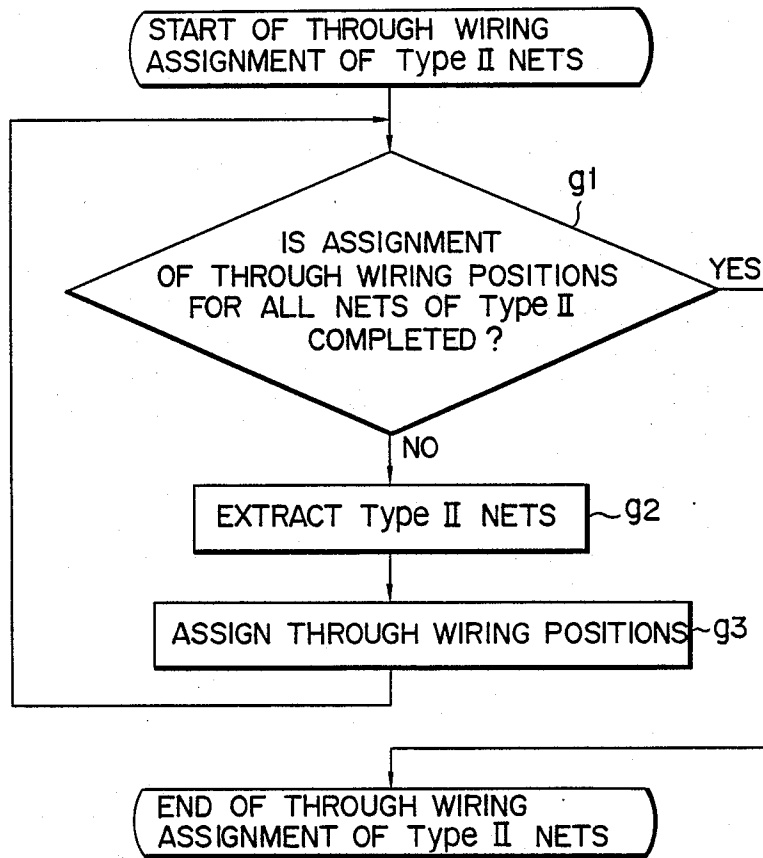 START OF THROUGH WIRING
ASSIGNMENT OF Type II NETS
g1
IS ASSIGNMENT
OF THROUGH WIRING POSITIONS
FOR ALL NETS OF Type II
COMPLETED ?
YES
NO
EXTRACT Type II NETS
g2
ASSIGN THROUGH WIRING POSITIONS
g3
END OF THROUGH WIRING
ASSIGNMENT OF Type II NETS